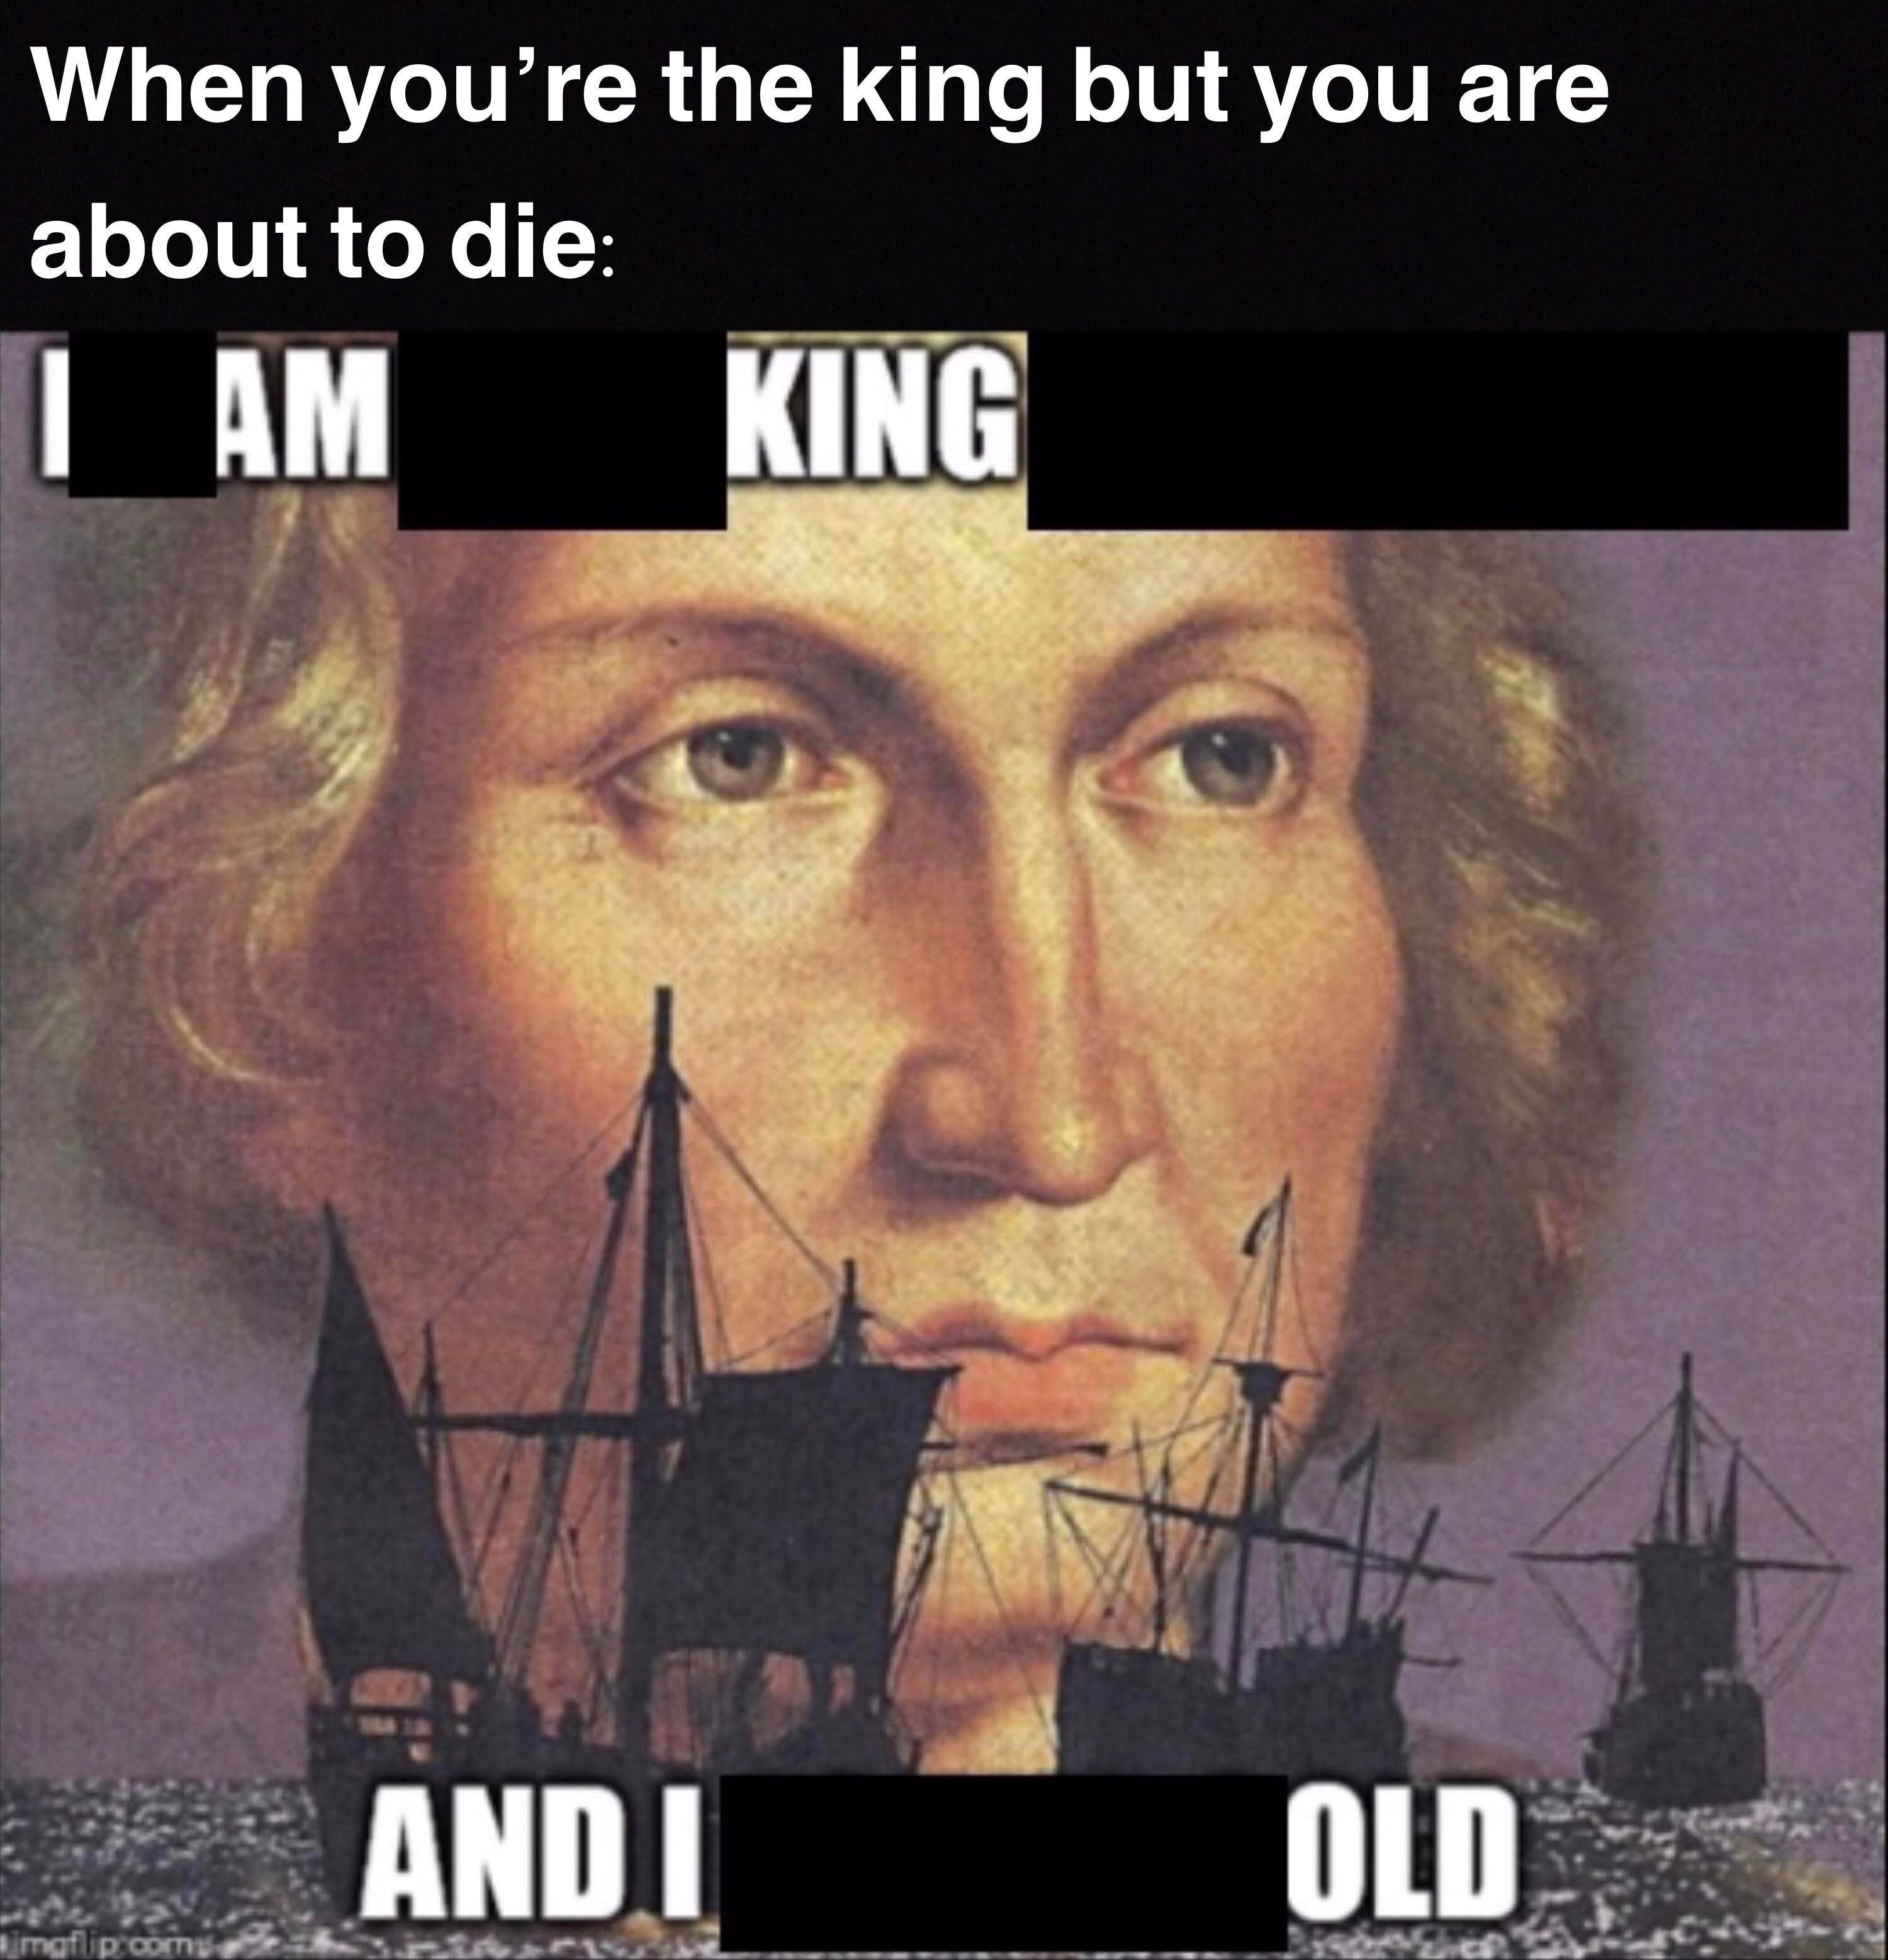 When you’re the king but you are
about to die:
I AM KING
AND I OLD
imgflip.com